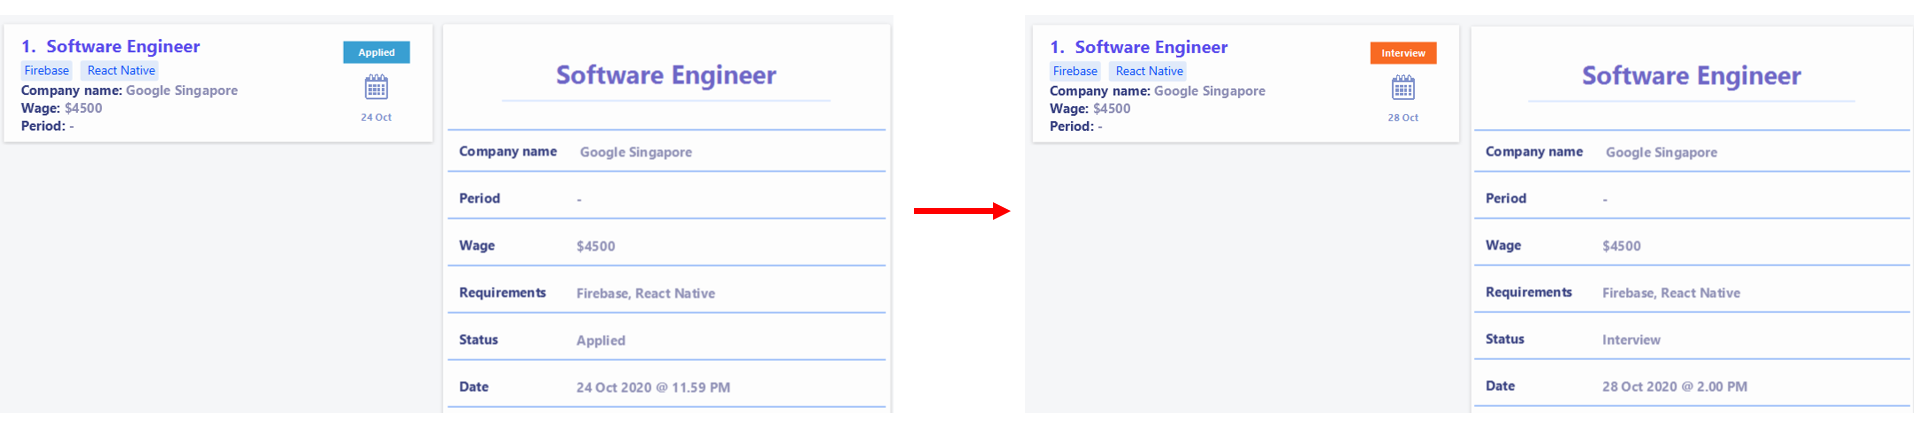 1. Software Engineer
Applied
Firebase React Native
Company name: Google Singapore
Wage: $4500
24 Oct
Period: -
Software Engineer
Company name Google Singapore
Period -
Wage $4500
Requirements Firebase, React Native
Status Applied
Date 24 Oct 2020 @ 11.59 PM
1. Software Engineer
Interview
Firebase React Native
Company name: Google Singapore
Wage: $4500
28 Oct
Period: -
Software Engineer
Company name Google Singapore
Period -
Wage $4500
Requirements Firebase, React Native
Status Interview
Date 28 Oct 2020 @ 2.00 PM